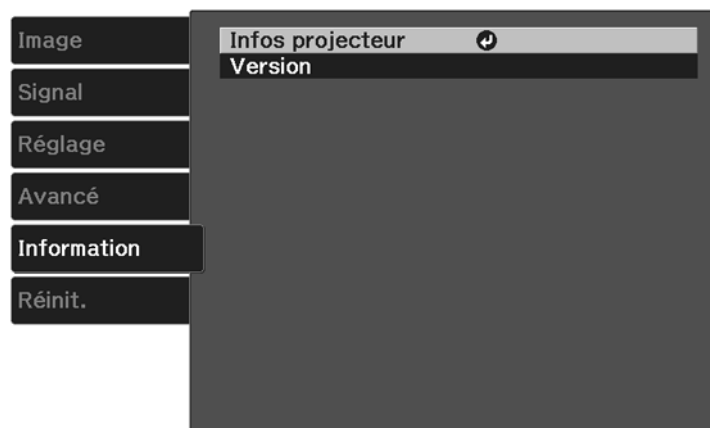 Image
Signal
Réglage
Avancé
Information
Réinit.
Infos projecteur
Version